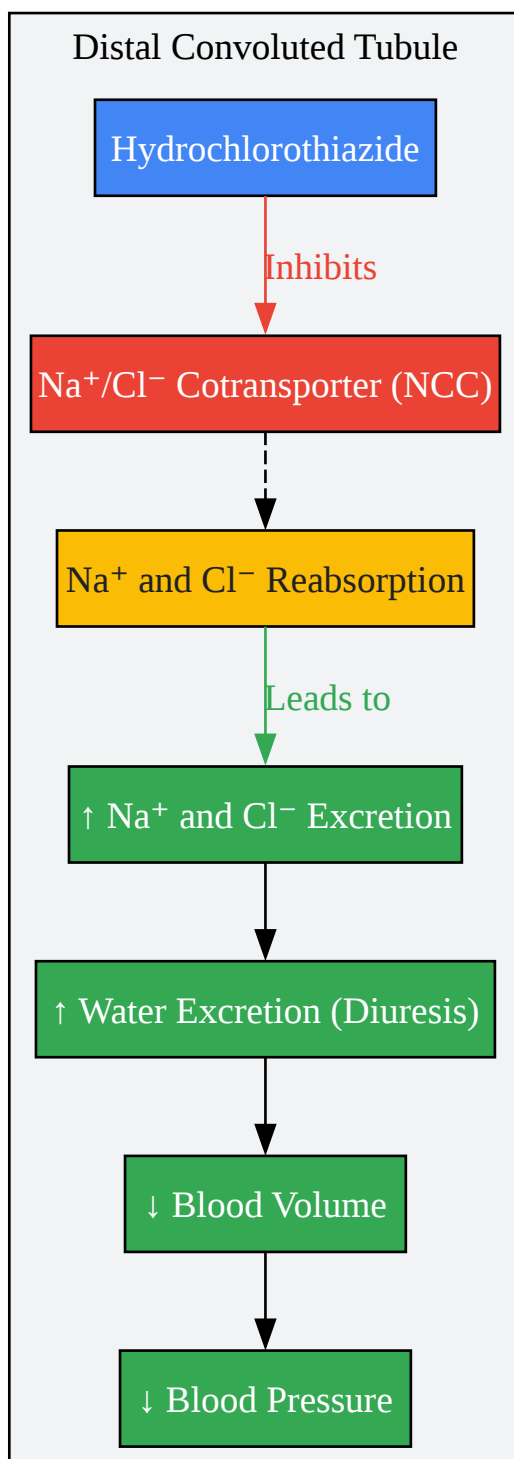 Distal Convoluted Tubule
Hydrochlorothiazide
Inhibits
Na⁺/Cl⁻ Cotransporter (NCC)
Na⁺ and Cl⁻ Reabsorption
Leads to
↑ Na⁺ and Cl⁻ Excretion
↑ Water Excretion (Diuresis)
↓ Blood Volume
↓ Blood Pressure